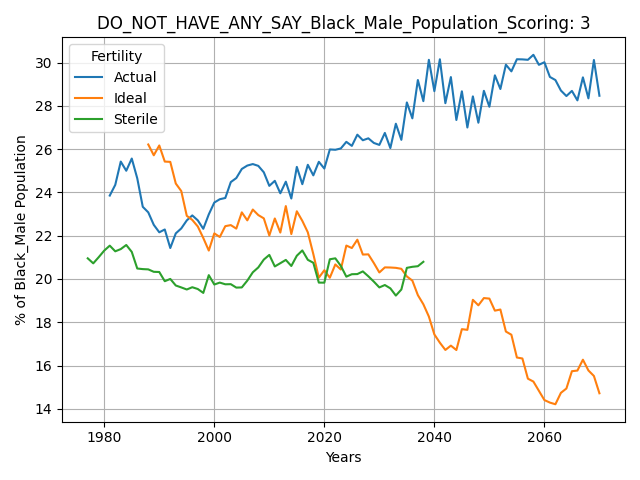 DO_NOT_HAVE_ANY_SAY_Black_Male_Population_Scoring: 3
Fertility
Actual
Ideal
Sterile
% of Black_Male Population
30
28
26
24
22
20
18
16
14
1980
2000
2020
2040
2060
Years